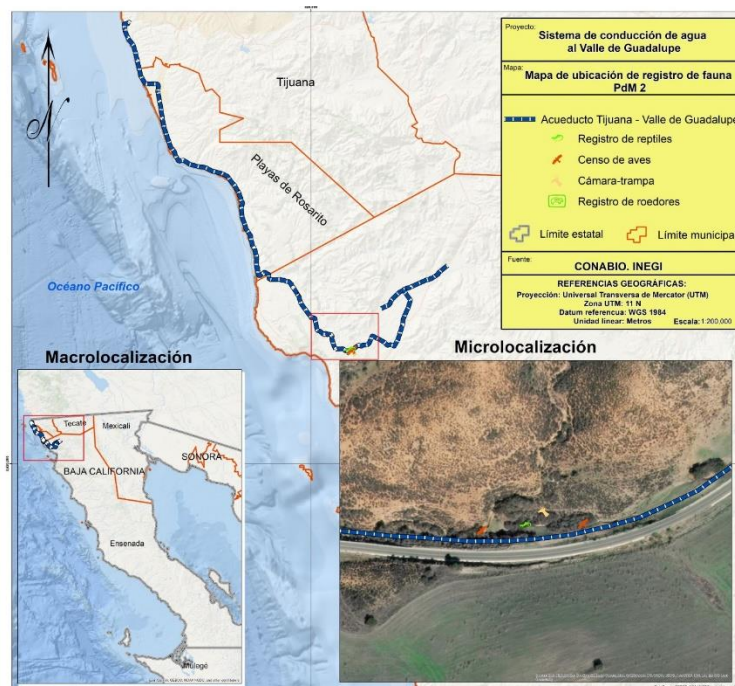 Proyecto:
Sistema de conducción de agua
al Valle de Guadalupe
Mapa:
Mapa de ubicación de registro de fauna
PdM 2
Acueducto Tijuana - Valle de Guadalupe
Registro de reptiles
Censo de aves
Cámara-trampa
Registro de roedores
Límite estatal
Límite municipa
Fuente:
CONABIO. INEGI
REFERENCIAS GEOGRÁFICAS:
Proyección: Universal Transversa de Mercator (UTM)
Zona UTM: 11 N
Datum referencua: WGS 1984
Unidad linear: Metros
Escala: 1:200,000
N
Tijuana
Playas de Rosarito
Océano Pacífico
Macrolocalización
Microlocalización
Tecate
Mexicali
SONORA
BAJA CALIFORNIA
Ensenada
Mulegé